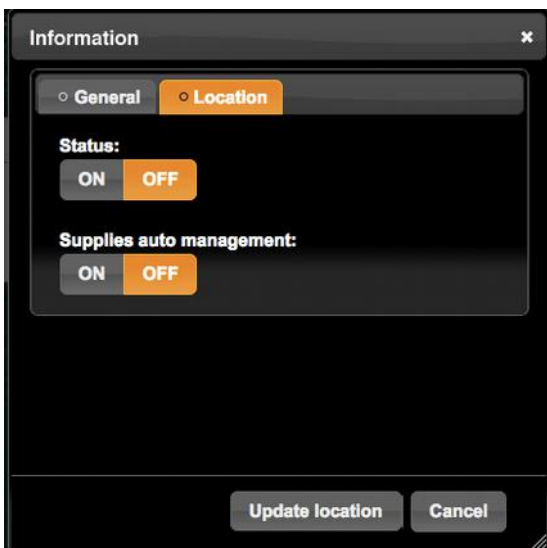 Information
General Location
Status:
ON OFF
Supplies auto management:
ON OFF
Update location Cancel